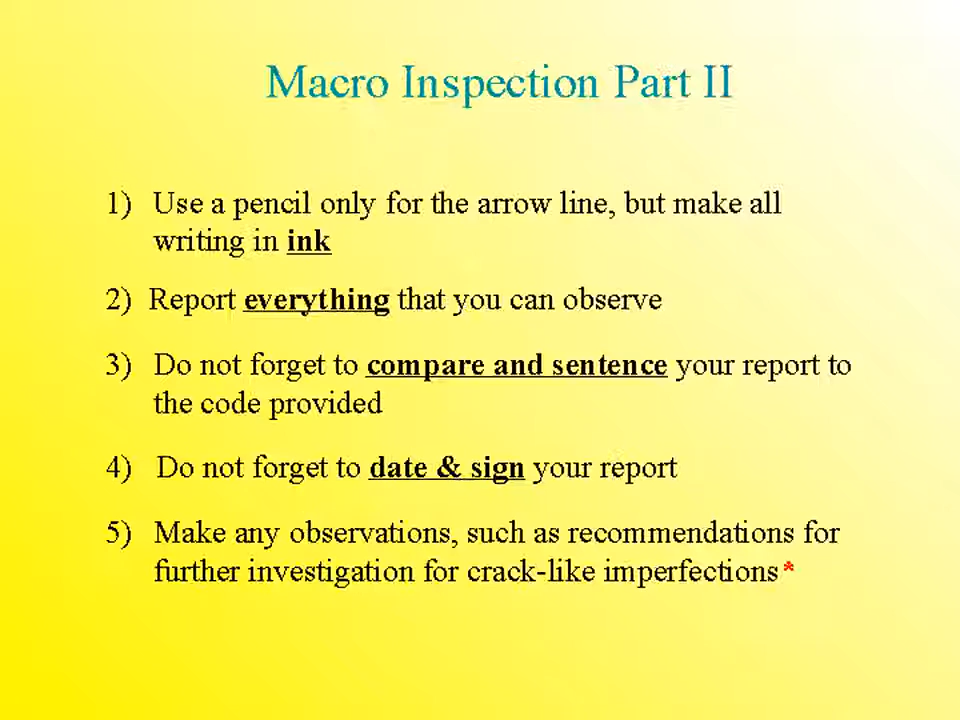 Macro Inspection Part II
1) Use a pencil only for the arrow line, but make all
writing in ink
2) Report everything that you can observe
3) Do not forget to compare and sentence your report to
the code provided
4) Do not forget to date & sign your report
5) Make any observations, such as recommendations for
further investigation for crack-like imperfections*